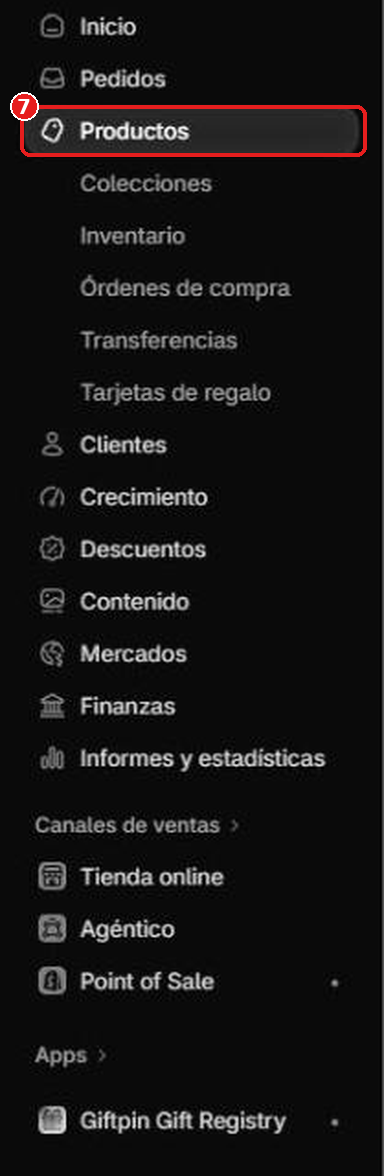 Inicio
Pedidos
7
Productos
Colecciones
Inventario
Órdenes de compra
Transferencias
Tarjetas de regalo
Clientes
Crecimiento
Descuentos
Contenido
Mercados
Finanzas
Informes y estadísticas
Canales de ventas >
Tienda online
Agéntico
Point of Sale
Apps >
Giftpin Gift Registry